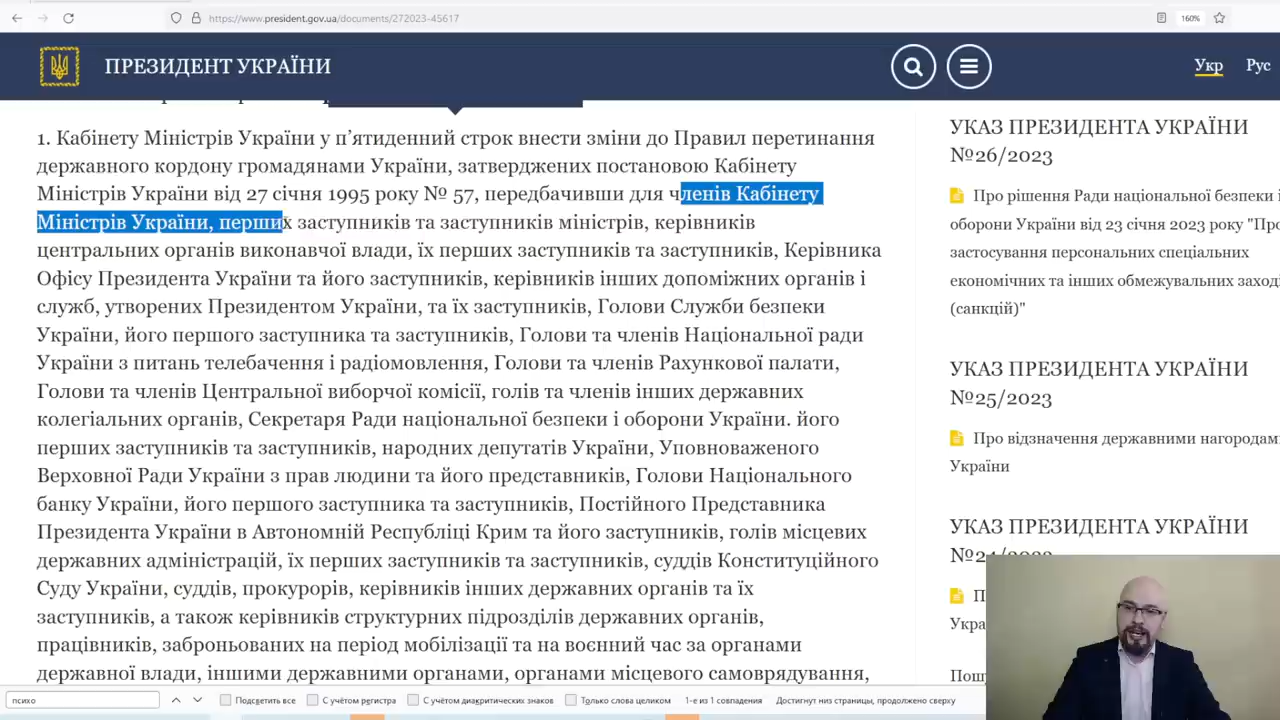 https://www.president.gov.ua/documents/272023-45617
160%
ПРЕЗИДЕНТ УКРАЇНИ
Укр Рус
1. Кабінету Міністрів України у п’ятиденний строк внести зміни до Правил перетинання
державного кордону громадянами України, затверджених постановою Кабінету
Міністрів України від 27 січня 1995 року № 57, передбачивши для членів Кабінету
Міністрів України, перших заступників та заступників міністрів, керівників
центральних органів виконавчої влади, їх перших заступників та заступників, Керівника
Офісу Президента України та його заступників, керівників інших допоміжних органів і
служб, утворених Президентом України, та їх заступників, Голови Служби безпеки
України, його першого заступника та заступників, Голови та членів Національної ради
України з питань телебачення і радіомовлення, Голови та членів Рахункової палати,
Голови та членів Центральної виборчої комісії, голів та членів інших державних
колегіальних органів, Секретаря Ради національної безпеки і оборони України. його
перших заступників та заступників, народних депутатів України, Уповноваженого
Верховної Ради України з прав людини та його представників, Голови Національного
банку України, його першого заступника та заступників, Постійного Представника
Президента України в Автономній Республіці Крим та його заступників, голів місцевих
державних адміністрацій, їх перших заступників та заступників, суддів Конституційного
Суду України, суддів, прокурорів, керівників інших державних органів та їх
заступників, а також керівників структурних підрозділів державних органів,
працівників, заброньованих на період мобілізації та на воєнний час за органами
державної влади, іншими державними органами, органами місцевого самоврядування,
УКАЗ ПРЕЗИДЕНТА УКРАЇНИ
№26/2023
Про рішення Ради національної безпеки і
оборони України від 23 січня 2023 року "Про
застосування персональних спеціальних
економічних та інших обмежувальних заході
(санкцій)"
УКАЗ ПРЕЗИДЕНТА УКРАЇНИ
№25/2023
Про відзначення державними нагородами
України
УКАЗ ПРЕЗИДЕНТА УКРАЇНИ
№24/2023
П
Укра
Пошу
психо
Подсветить все
С учётом регистра
С учётом диакритических знаков
Только слова целиком
1-е из 1 совпадения
Достигнут низ страницы, продолжено сверху